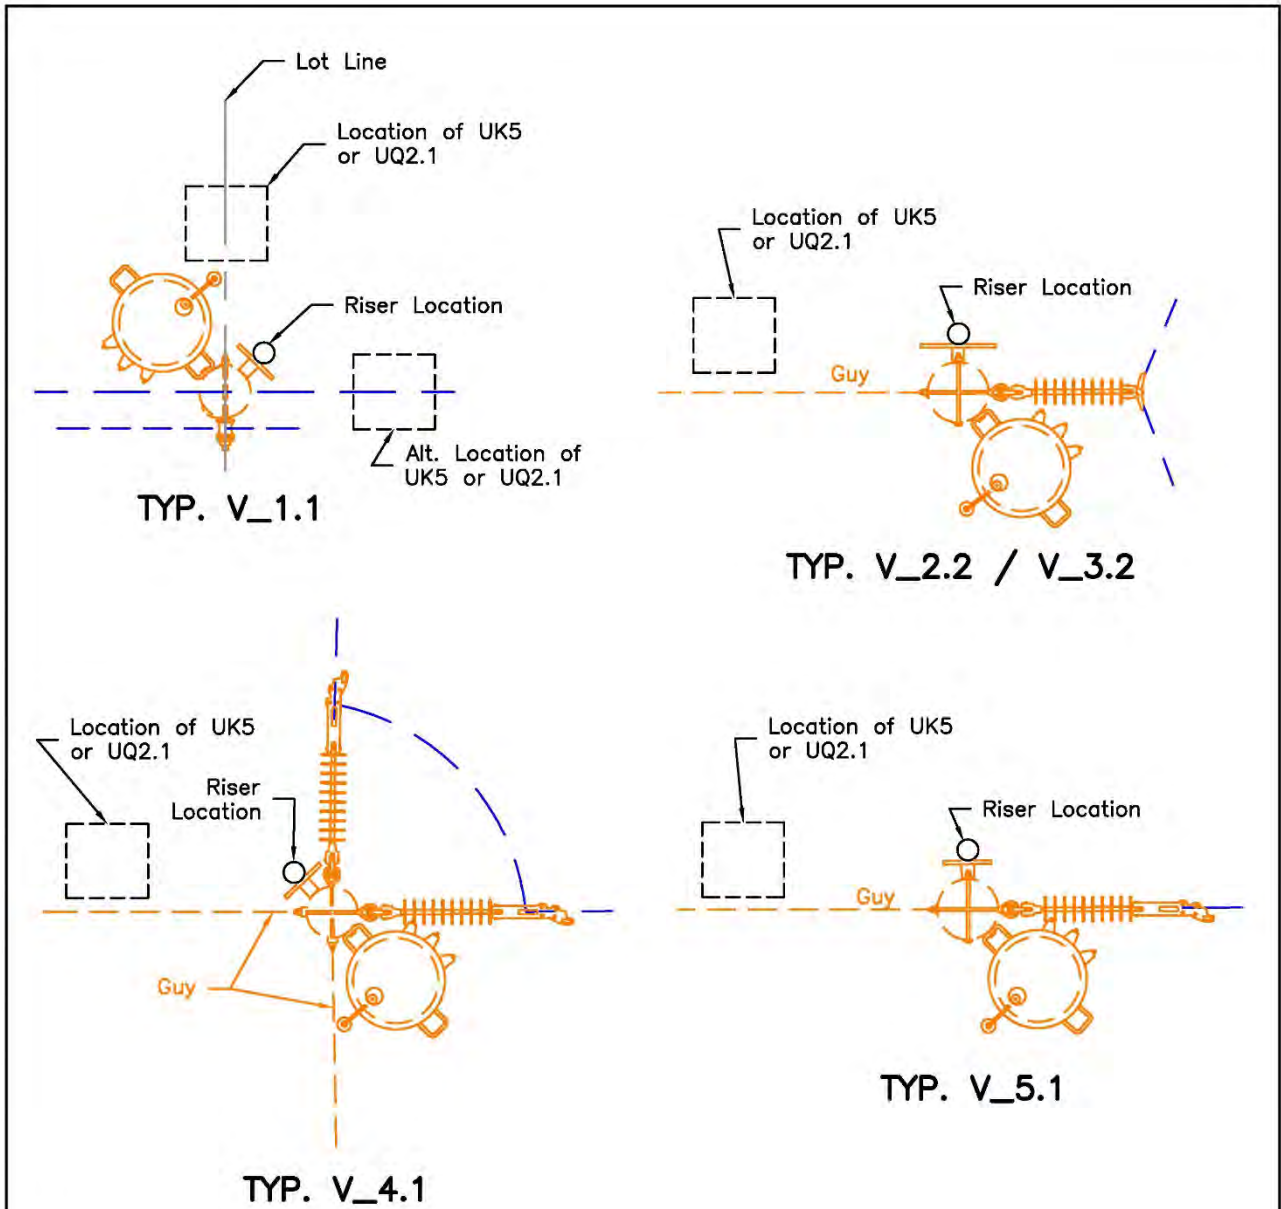 Lot Line
Location of UK5
or UQ2.1
Riser Location
Alt. Location of
UK5 or UQ2.1
TYP. V_1.1
Location of UK5
or UQ2.1
Riser Location
Guy
TYP. V_2.2 / V_3.2
Location of UK5
or UQ2.1
Riser
Location
Guy
TYP. V_4.1
Location of UK5
or UQ2.1
Riser Location
Guy
TYP. V_5.1